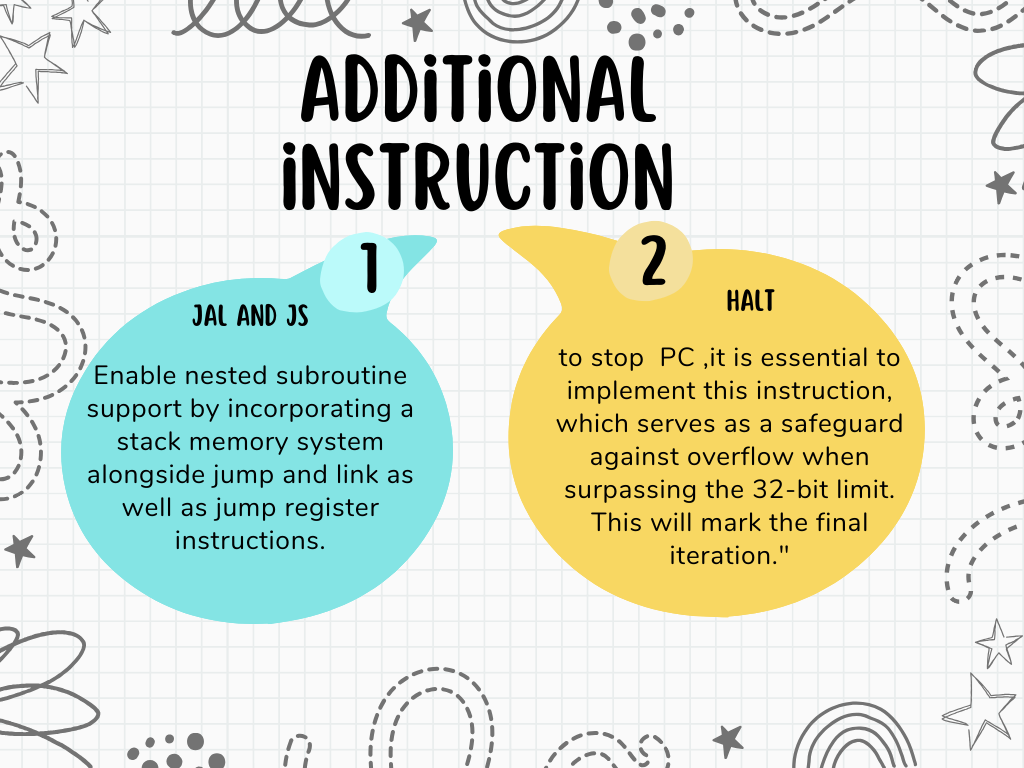 ADDiTiONAL
iNSTRUCTiON
1
JAL AND JS
Enable nested subroutine
support by incorporating a
stack memory system
alongside jump and link as
well as jump register
instructions.
2
HALT
to stop  PC ,it is essential to
implement this instruction,
which serves as a safeguard
against overflow when
surpassing the 32-bit limit.
This will mark the final
iteration."